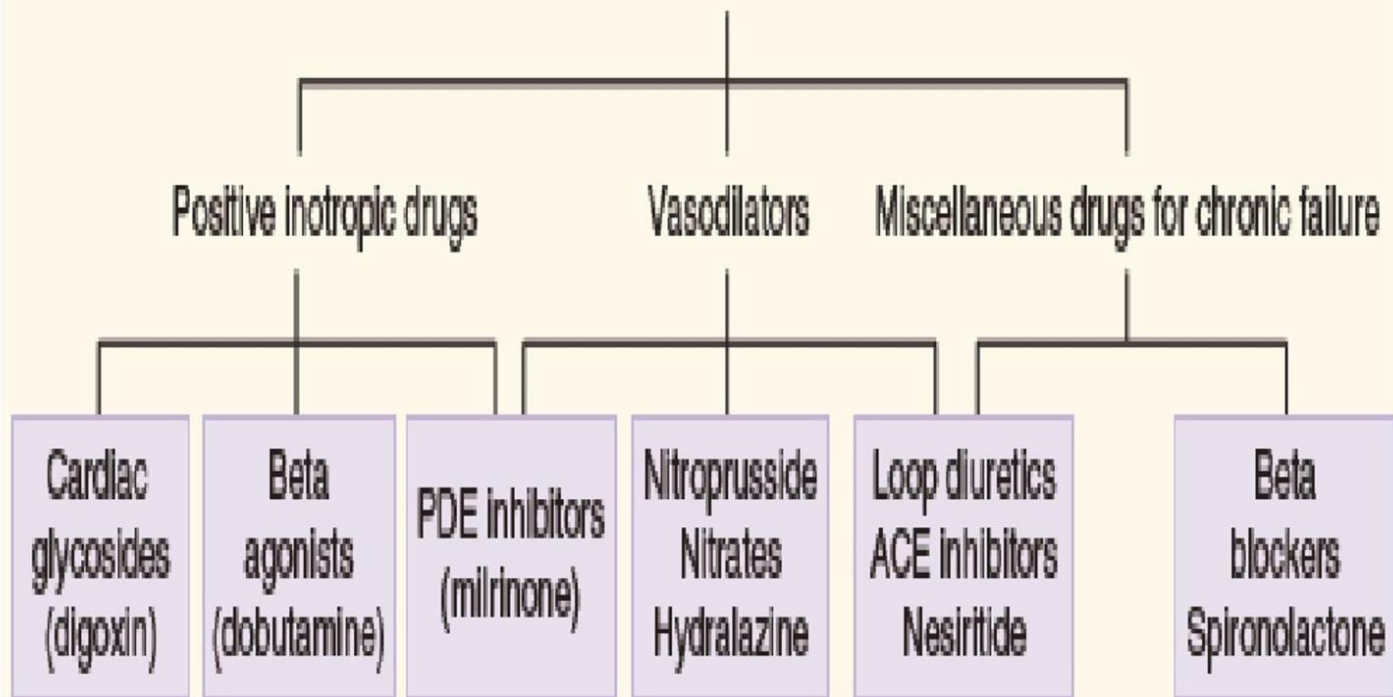 Positive inotropic drugs
Vasodilators
Miscellaneous drugs for chronic failure
Cardiac
glycosides
(digoxin)
Beta
agonists
(dobutamine)
PDE inhibitors
(milrinone)
Nitroprusside
Nitrates
Hydralazine
Loop diuretics
ACE inhibitors
Nesiritide
Beta
blockers
Spironolactone